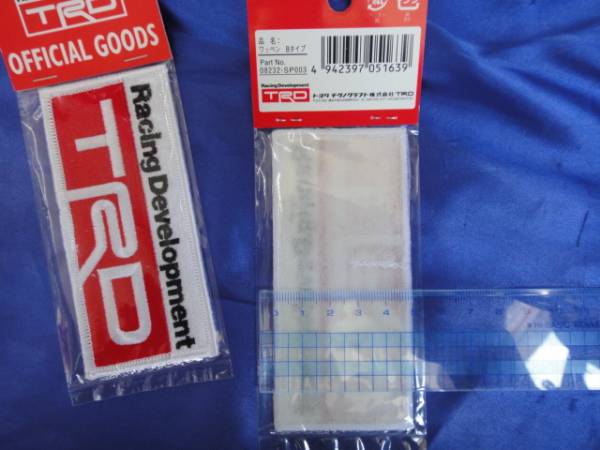 TRD
OFFICIAL GOODS
Racing Development
TRD
品 名:
ワッペン Bタイプ
Part No.
08232-SP003
4 942397 051639
Racing Development
TRD
トヨタ テクノクラフト株式会社 TRD
0 1 2 3 4 5 7 8 9